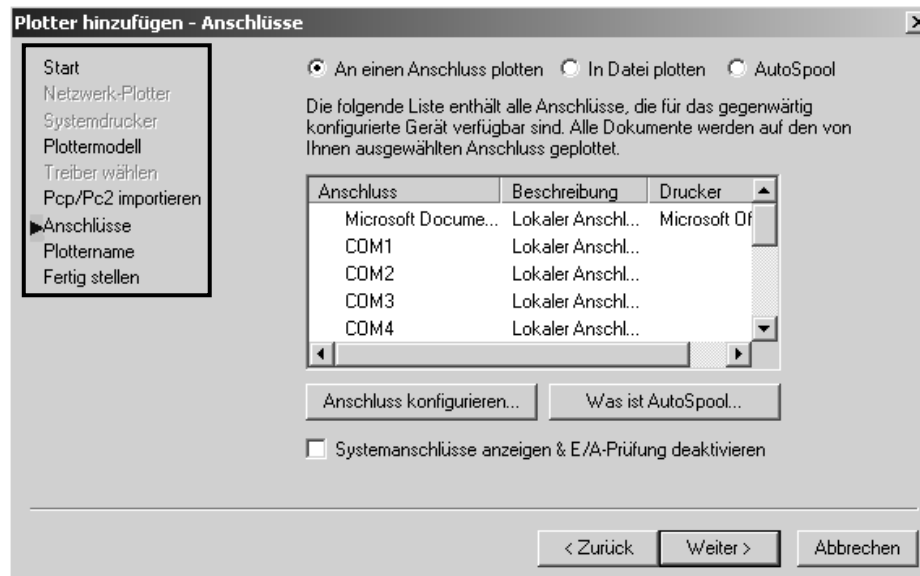 Plotter hinzufügen - Anschlüsse
Start
Netzwerk-Plotter
Systemdrucker
Plottermodell
Treiber wählen
Pcp/Pc2 importieren
Anschlüsse
Plottername
Fertig stellen
An einen Anschluss plotten In Datei plotten AutoSpool
Die folgende Liste enthält alle Anschlüsse, die für das gegenwärtig
konfigurierte Gerät verfügbar sind. Alle Dokumente werden auf den von
Ihnen ausgewählten Anschluss geplottet.
Anschluss Beschreibung Drucker
Microsoft Docume... Lokaler Anschl... Microsoft Of
COM1 Lokaler Anschl...
COM2 Lokaler Anschl...
COM3 Lokaler Anschl...
COM4 Lokaler Anschl...
Anschluss konfigurieren... Was ist AutoSpool...
Systemanschlüsse anzeigen & E/A-Prüfung deaktivieren
< Zurück Weiter > Abbrechen